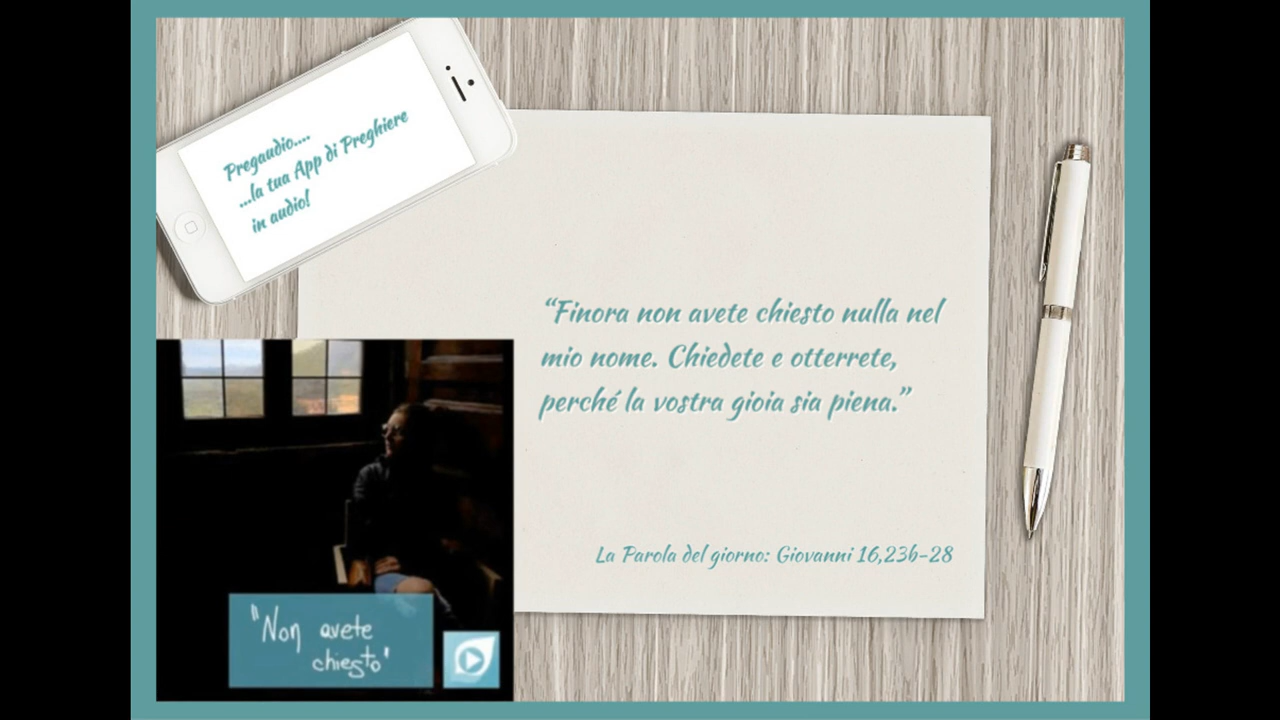 Pregaudio....
...la tua App di Preghiere
in audio!
“Finora non avete chiesto nulla nel
mio nome. Chiedete e otterrete,
perché la vostra gioia sia piena.”
La Parola del giorno: Giovanni 16,23b-28
"Non avete
chiesto"